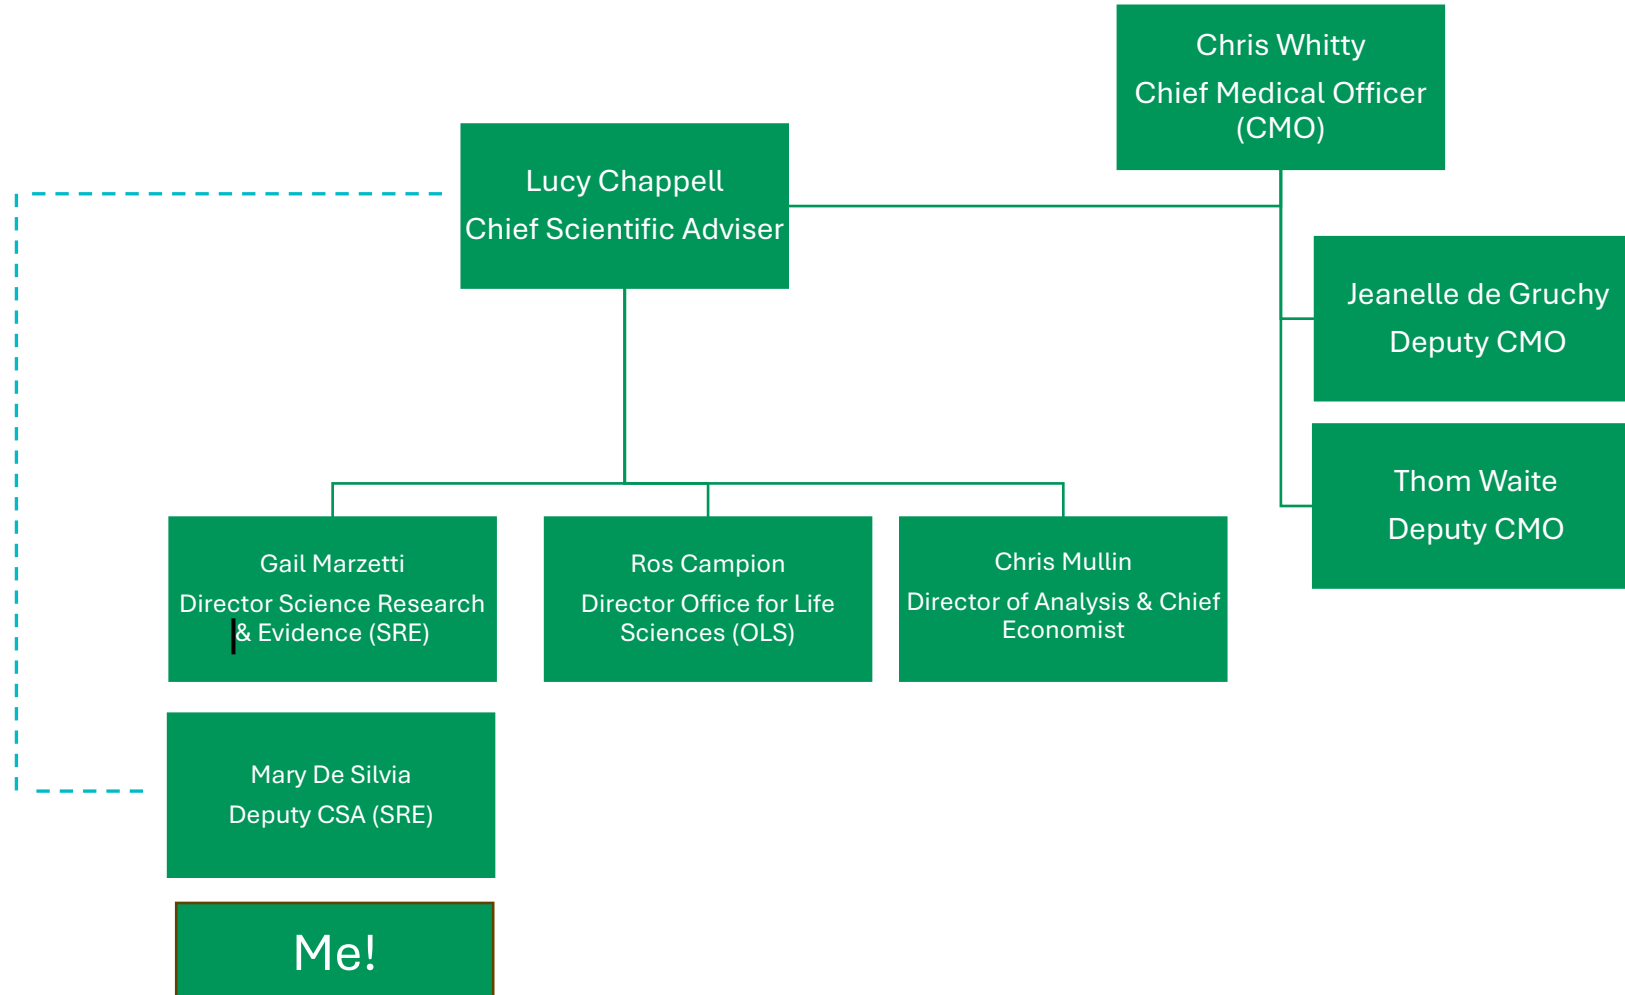 Chris Whitty
Chief Medical Officer
(CMO)
Lucy Chappell
Chief Scientific Adviser
Jeanelle de Gruchy
Deputy CMO
Thom Waite
Deputy CMO
Gail Marzetti
Director Science Research
& Evidence (SRE)
Ros Campion
Director Office for Life
Sciences (OLS)
Chris Mullin
Director of Analysis & Chief
Economist
Mary De Silvia
Deputy CSA (SRE)
Me!